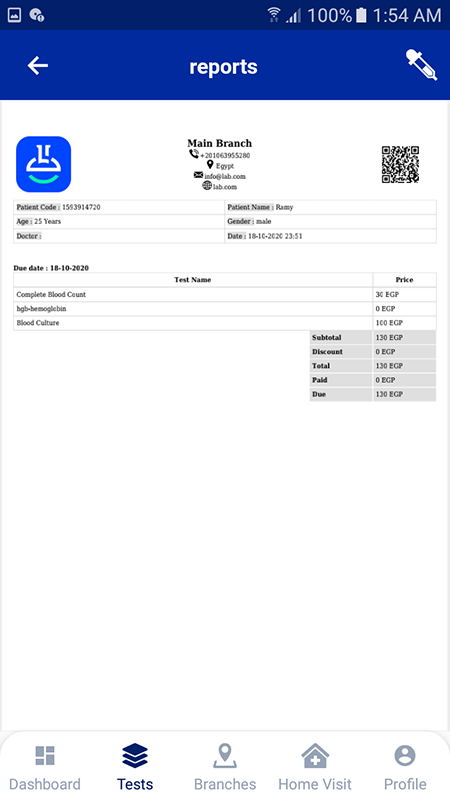 100% 1:54 AM
reports
Main Branch
+201063955280
Egypt
info@lab.com
lab.com
Patient Code : 1593914720 Patient Name : Ramy
Age : 25 Years Gender : male
Doctor : Date : 18-10-2020 23:51
Due date : 18-10-2020
Test Name Price
Complete Blood Count 30 EGP
hgb-hemoglobin 0 EGP
Blood Culture 100 EGP
Subtotal 130 EGP
Discount 0 EGP
Total 130 EGP
Paid 0 EGP
Due 130 EGP
Dashboard Tests Branches Home Visit Profile